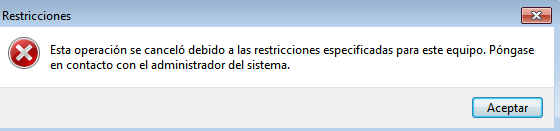 Restricciones
Esta operación se canceló debido a las restricciones especificadas para este equipo. Póngase
en contacto con el administrador del sistema.
Aceptar